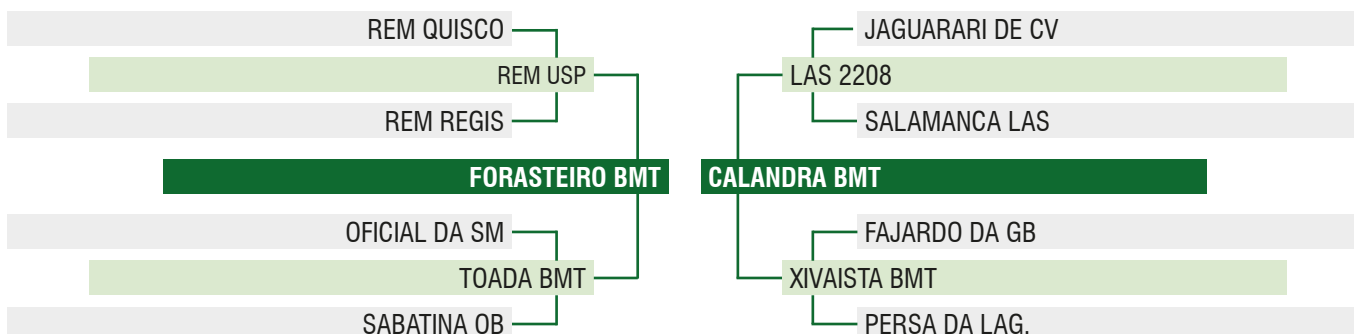 REM QUISCO
JAGUARARI DE CV
REM USP
LAS 2208
REM REGIS
SALAMANCA LAS
FORASTEIRO BMT
CALANDRA BMT
OFICIAL DA SM
FAJARDO DA GB
TOADA BMT
XIVAISTA BMT
SABATINA OB
PERSA DA LAG.